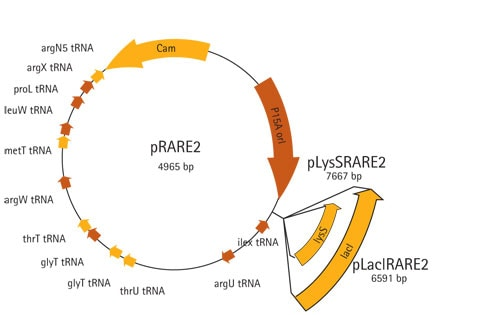 argN5 tRNA
Cam
argX tRNA
proL tRNA
leuW tRNA
P15A ori
pRARE2
4965 bp
metT tRNA
pLysSRARE2
7667 bp
argW tRNA
lysS
thrT tRNA
ilex tRNA
lacI
glyT tRNA
pLacIRARE2
6591 bp
glyT tRNA
thrU tRNA
argU tRNA